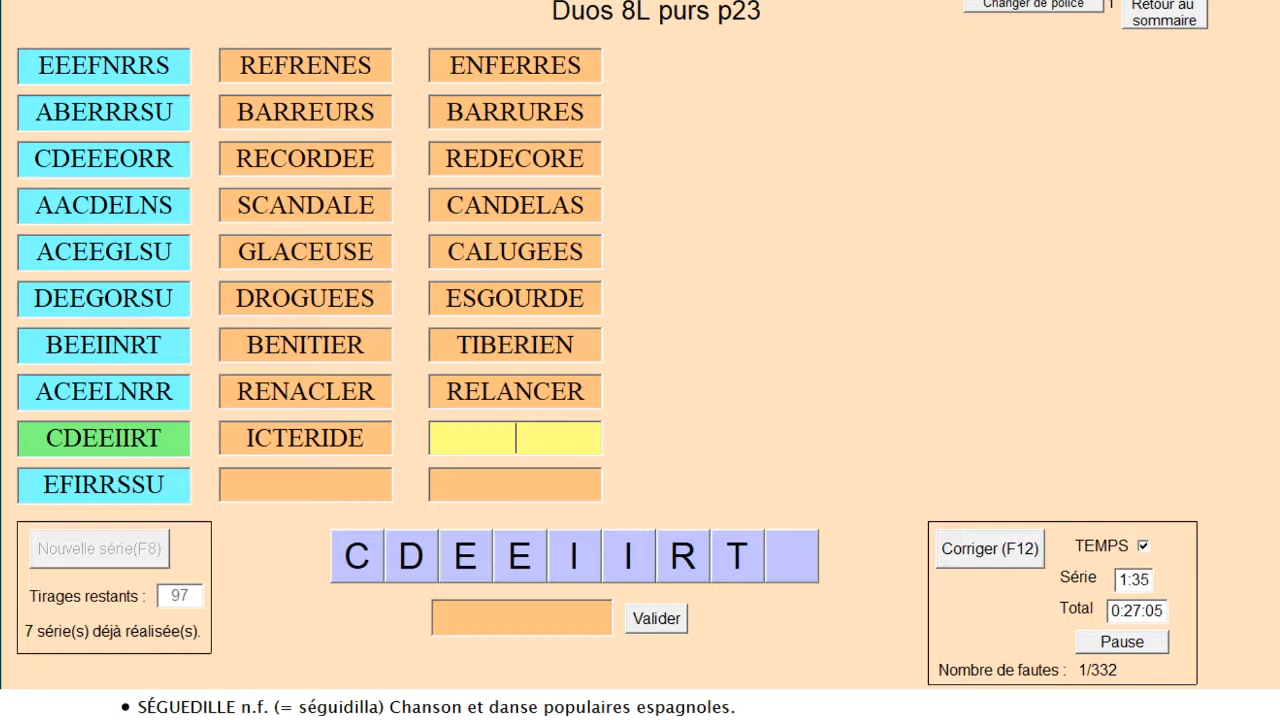 Duos 8L purs p23
Changer de police 1
Retour au sommaire
EEEFNRRS REFRENES ENFERRES
ABERRRSU BARREURS BARRURES
CDEEEORR RECORDEE REDECORE
AACDELNS SCANDALE CANDELAS
ACEEGLSU GLACEUSE CALUGEES
DEEGORSU DROGUEES ESGOURDE
BEEIINRT BENITIER TIBERIEN
ACEELNRR RENACLER RELANCER
CDEEIIRT ICTERIDE
EFIRRSSU
Nouvelle série(F8)
Tirages restants : 97
7 série(s) déjà réalisée(s).
C D E E I I R T
Valider
Corriger (F12) TEMPS
Série 1:35
Total 0:27:05
Pause
Nombre de fautes : 1/332
• SÉGUEDILLE n.f. (= séguidilla) Chanson et danse populaires espagnoles.